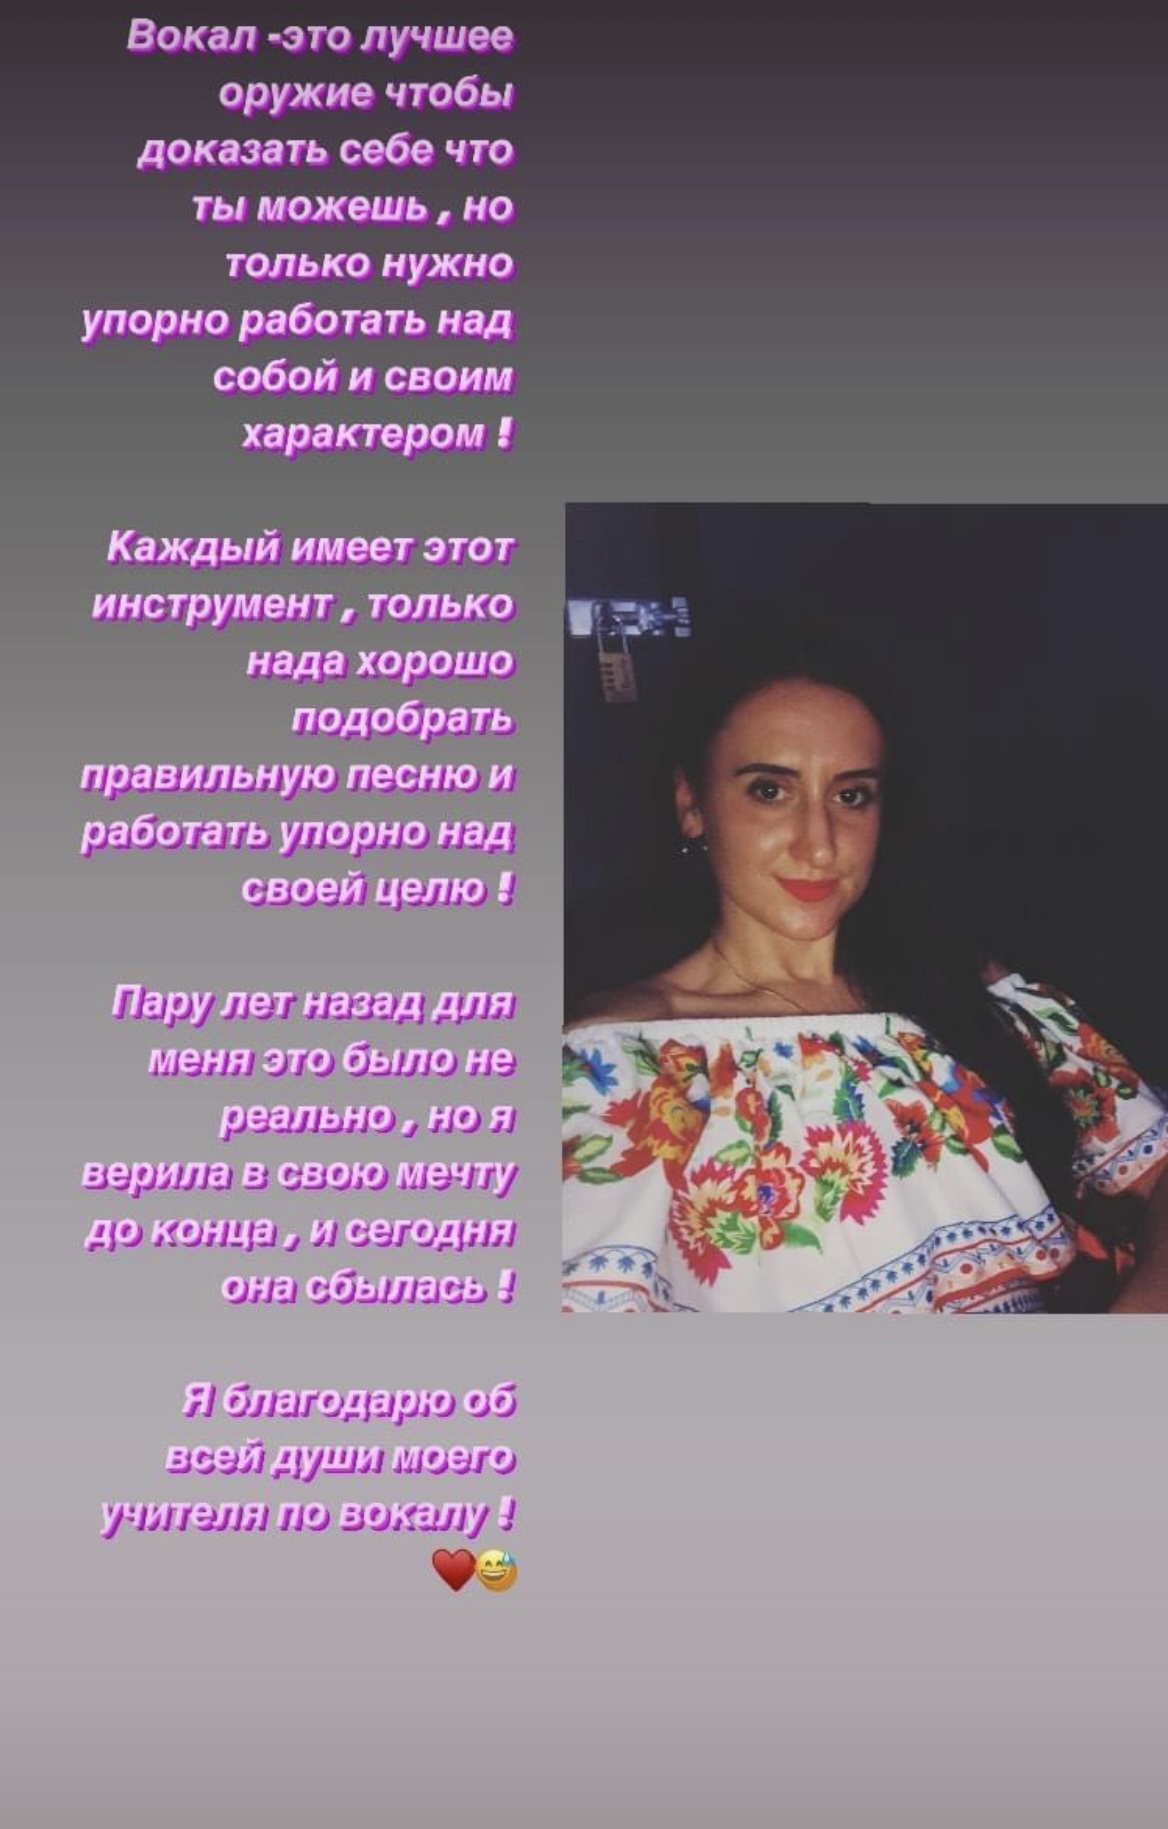 Вокал -это лучшее
оружие чтобы
доказать себе что
ты можешь , но
только нужно
упорно работать над
собой и своим
характером !
Каждый имеет этот
инструмент , только
нада хорошо
подобрать
правильную песню и
работать упорно над
своей целю !
Пару лет назад для
меня это было не
реально , но я
верила в свою мечту
до конца , и сегодня
она сбылась !
Я благодарю об
всей души моего
учителя по вокалу !
♥️😅